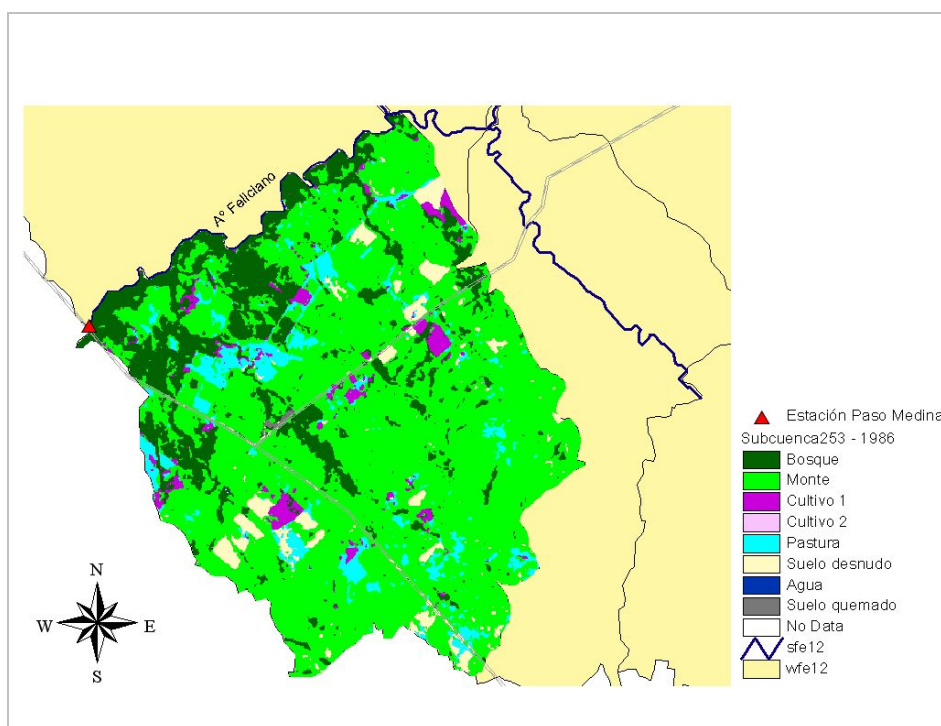 A° Feliciano
Estación Paso Medina
Subcuenca253 - 1986
Bosque
Monte
Cultivo 1
Cultivo 2
Pastura
Suelo desnudo
Agua
Suelo quemado
No Data
sfe12
wfe12
N
W E
S